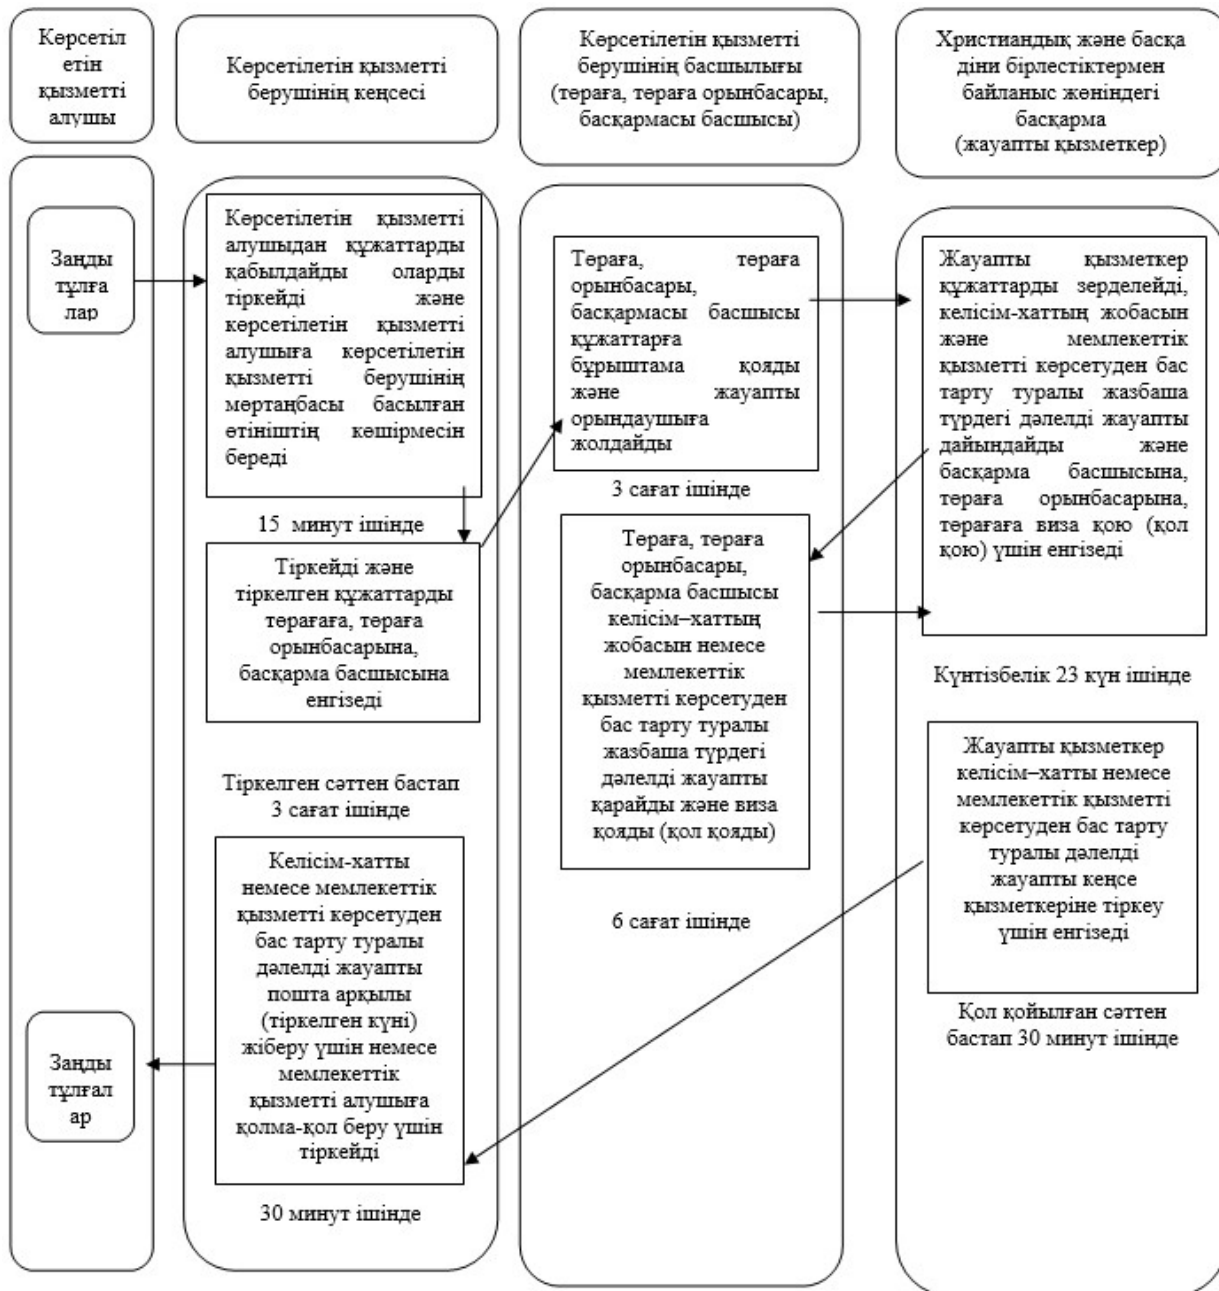 Көрсетіл
етін
қызметті
алушы
Көрсетілетін қызметті
берушінің кеңсесі
Көрсетілетін қызметті
берушінің басшылығы
(төраға, төраға орынбасары,
басқармасы басшысы)
Христиандық және басқа
діни бірлестіктермен
байланыс жөніндегі
басқарма
(жауапты қызметкер)
Заңды
тұлға
лар
Көрсетілетін қызметті
алушыдан құжаттарды
қабылдайды оларды
тіркейді және
көрсетілетін қызметті
алушыға көрсетілетін
қызметті берушінің
мөртаңбасы басылған
өтініштің көшірмесін
береді
15 минут ішінде
Тіркейді және
тіркелген құжаттарды
төрағаға, төраға
орынбасарына,
басқарма басшысына
енгізеді
Тіркелген сәттен бастап
3 сағат ішінде
Төраға, төраға
орынбасары,
басқармасы басшысы
құжаттарға
бұрыштама қояды
және жауапты
орындаушыға
жолдайды
3 сағат ішінде
Жауапты қызметкер
құжаттарды зерделейді,
келісім-хаттың жобасын
және мемлекеттік
қызметті көрсетуден бас
тарту туралы жазбаша
түрдегі дәлелді жауапты
дайындайды және
басқарма басшысына,
төраға орынбасарына,
төрағаға виза қою (қол
қою) үшін енгізеді
Күнтізбелік 23 күн ішінде
Төраға, төраға
орынбасары,
басқарма басшысы
келісім–хаттың
жобасын немесе
мемлекеттік
қызметті көрсетуден
бас тарту туралы
жазбаша түрдегі
дәлелді жауапты
қарайды және виза
қояды (қол қояды)
6 сағат ішінде
Жауапты қызметкер
келісім–хатты немесе
мемлекеттік қызметті
көрсетуден бас тарту
туралы дәлелді
жауапты кеңсе
қызметкеріне тіркеу
үшін енгізеді
Қол қойылған сәттен
бастап 30 минут ішінде
Келісім-хатты
немесе мемлекеттік
қызметті көрсетуден
бас тарту туралы
дәлелді жауапты
пошта арқылы
(тіркелген күні)
жіберу үшін немесе
мемлекеттік
қызметті алушыға
қолма-қол беру үшін
тіркейді
30 минут ішінде
Заңды
тұлғал
ар